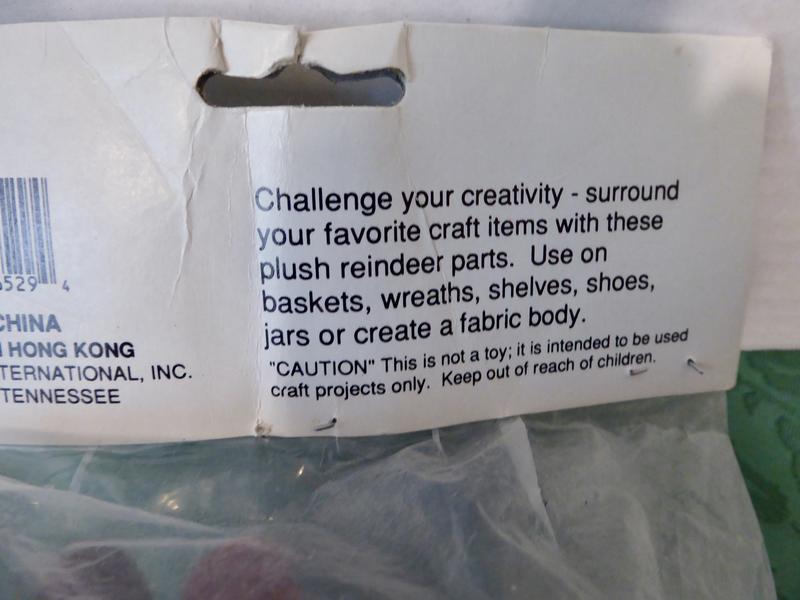 Challenge your creativity - surround
your favorite craft items with these
plush reindeer parts. Use on
baskets, wreaths, shelves, shoes,
jars or create a fabric body.
"CAUTION" This is not a toy; it is intended to be used
craft projects only. Keep out of reach of children.
6529 4
CHINA
HONG KONG
TERNATIONAL, INC.
TENNESSEE